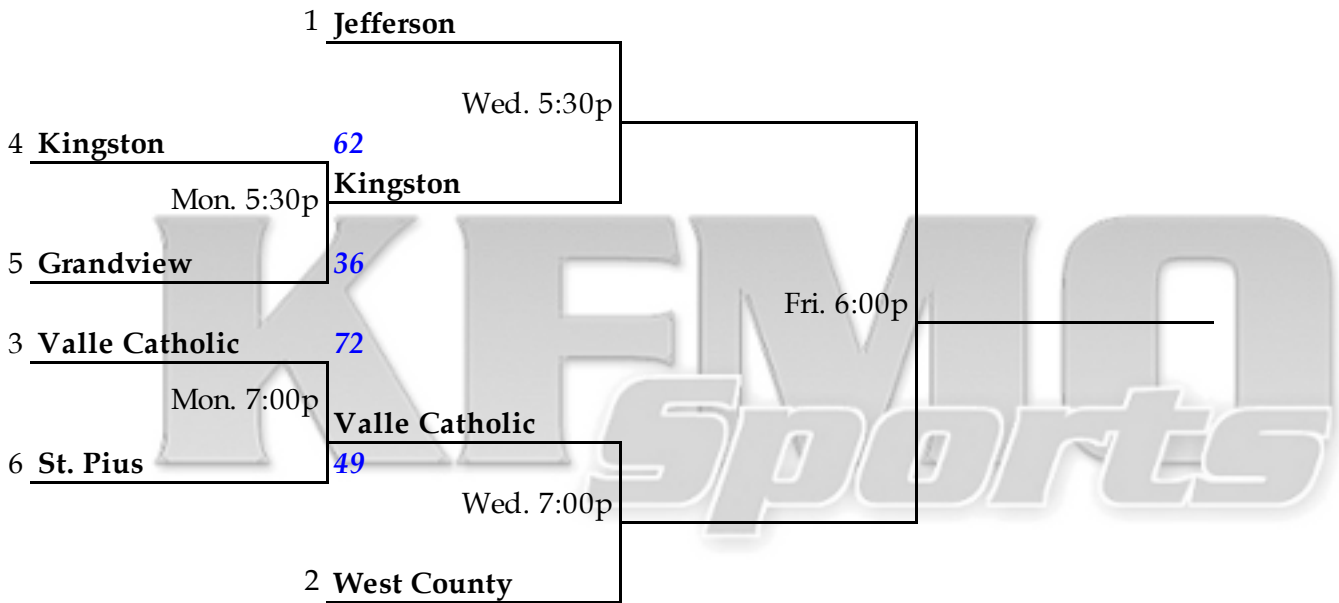 1 Jefferson
Wed. 5:30p
4 Kingston 62
Mon. 5:30p Kingston
5 Grandview 36
Fri. 6:00p
3 Valle Catholic 72
Mon. 7:00p
Valle Catholic
6 St. Pius 49
Wed. 7:00p
2 West County
KFMO
Sports